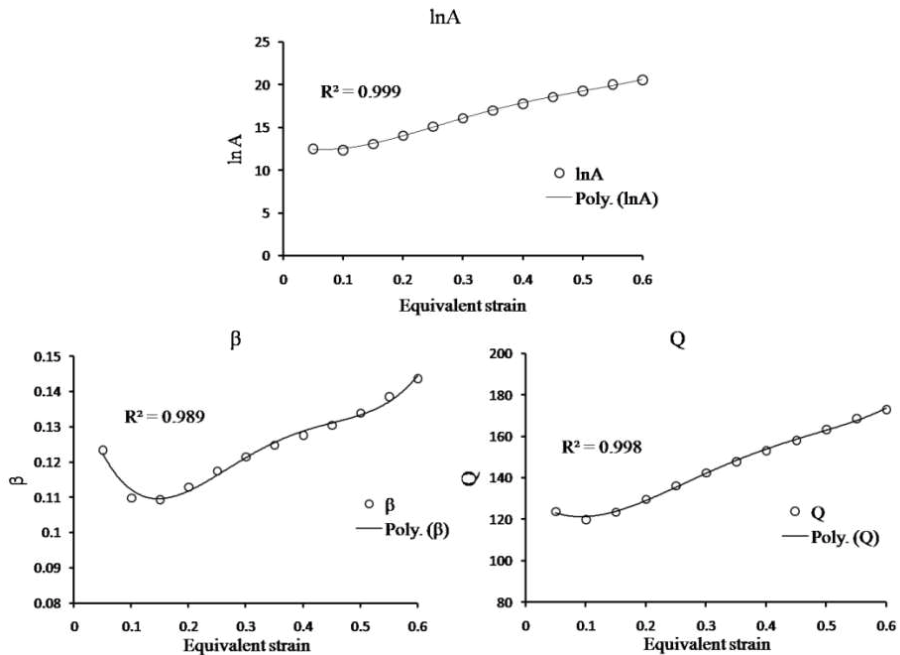 lnA
25
20
15
10
5
0
ln A
R² = 0.999
lnA
Poly. (lnA)
0 0.1 0.2 0.3 0.4 0.5 0.6
Equivalent strain
β
0.15
0.14
0.13
0.12
0.11
0.1
0.09
0.08
β
R² = 0.989
β
Poly. (β)
0.1 0.2 0.3 0.4 0.5 0.6
Equivalent strain
Q
200
180
160
140
120
100
80
Q
R² = 0.998
Q
Poly. (Q)
0 0.1 0.2 0.3 0.4 0.5 0.6
Equivalent strain